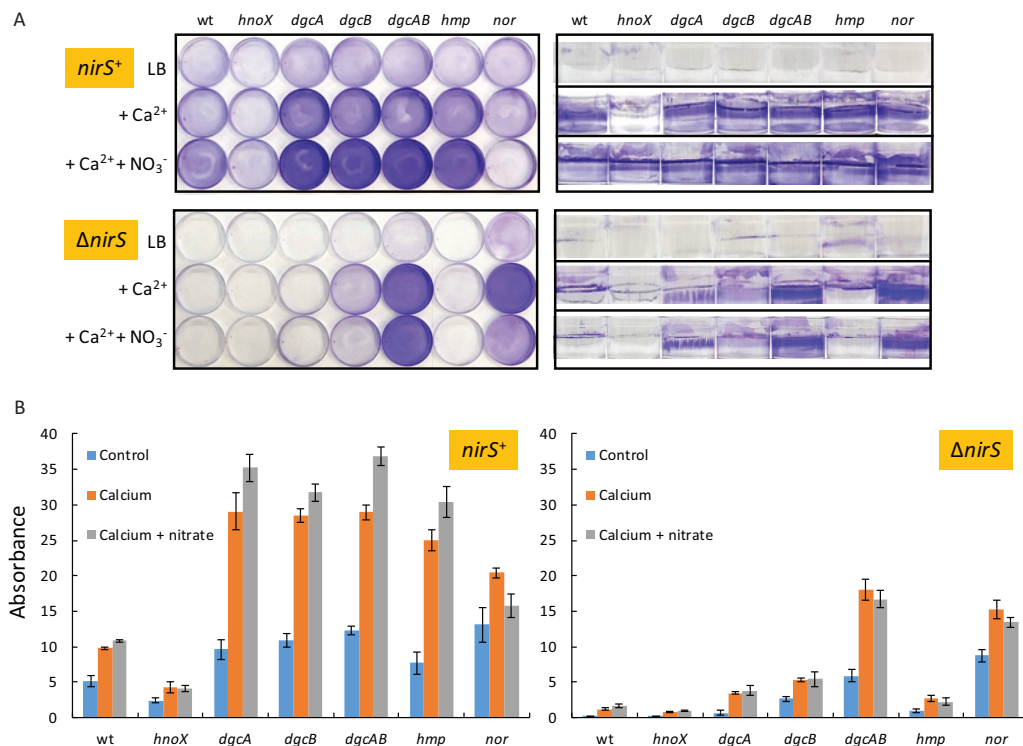 A
wt hnoX dgcA dgcB dgcAB hmp nor
wt hnoX dgcA dgcB dgcAB hmp nor
nirS⁺
LB
+ Ca²⁺
+ Ca²⁺ + NO₃⁻
ΔnirS
LB
+ Ca²⁺
+ Ca²⁺ + NO₃⁻
B
Absorbance
40
35
30
25
20
15
10
5
0
Control
Calcium
Calcium + nitrate
nirS⁺
wt hnoX dgcA dgcB dgcAB hmp nor
40
35
30
25
20
15
10
5
0
Control
Calcium
Calcium + nitrate
ΔnirS
wt hnoX dgcA dgcB dgcAB hmp nor